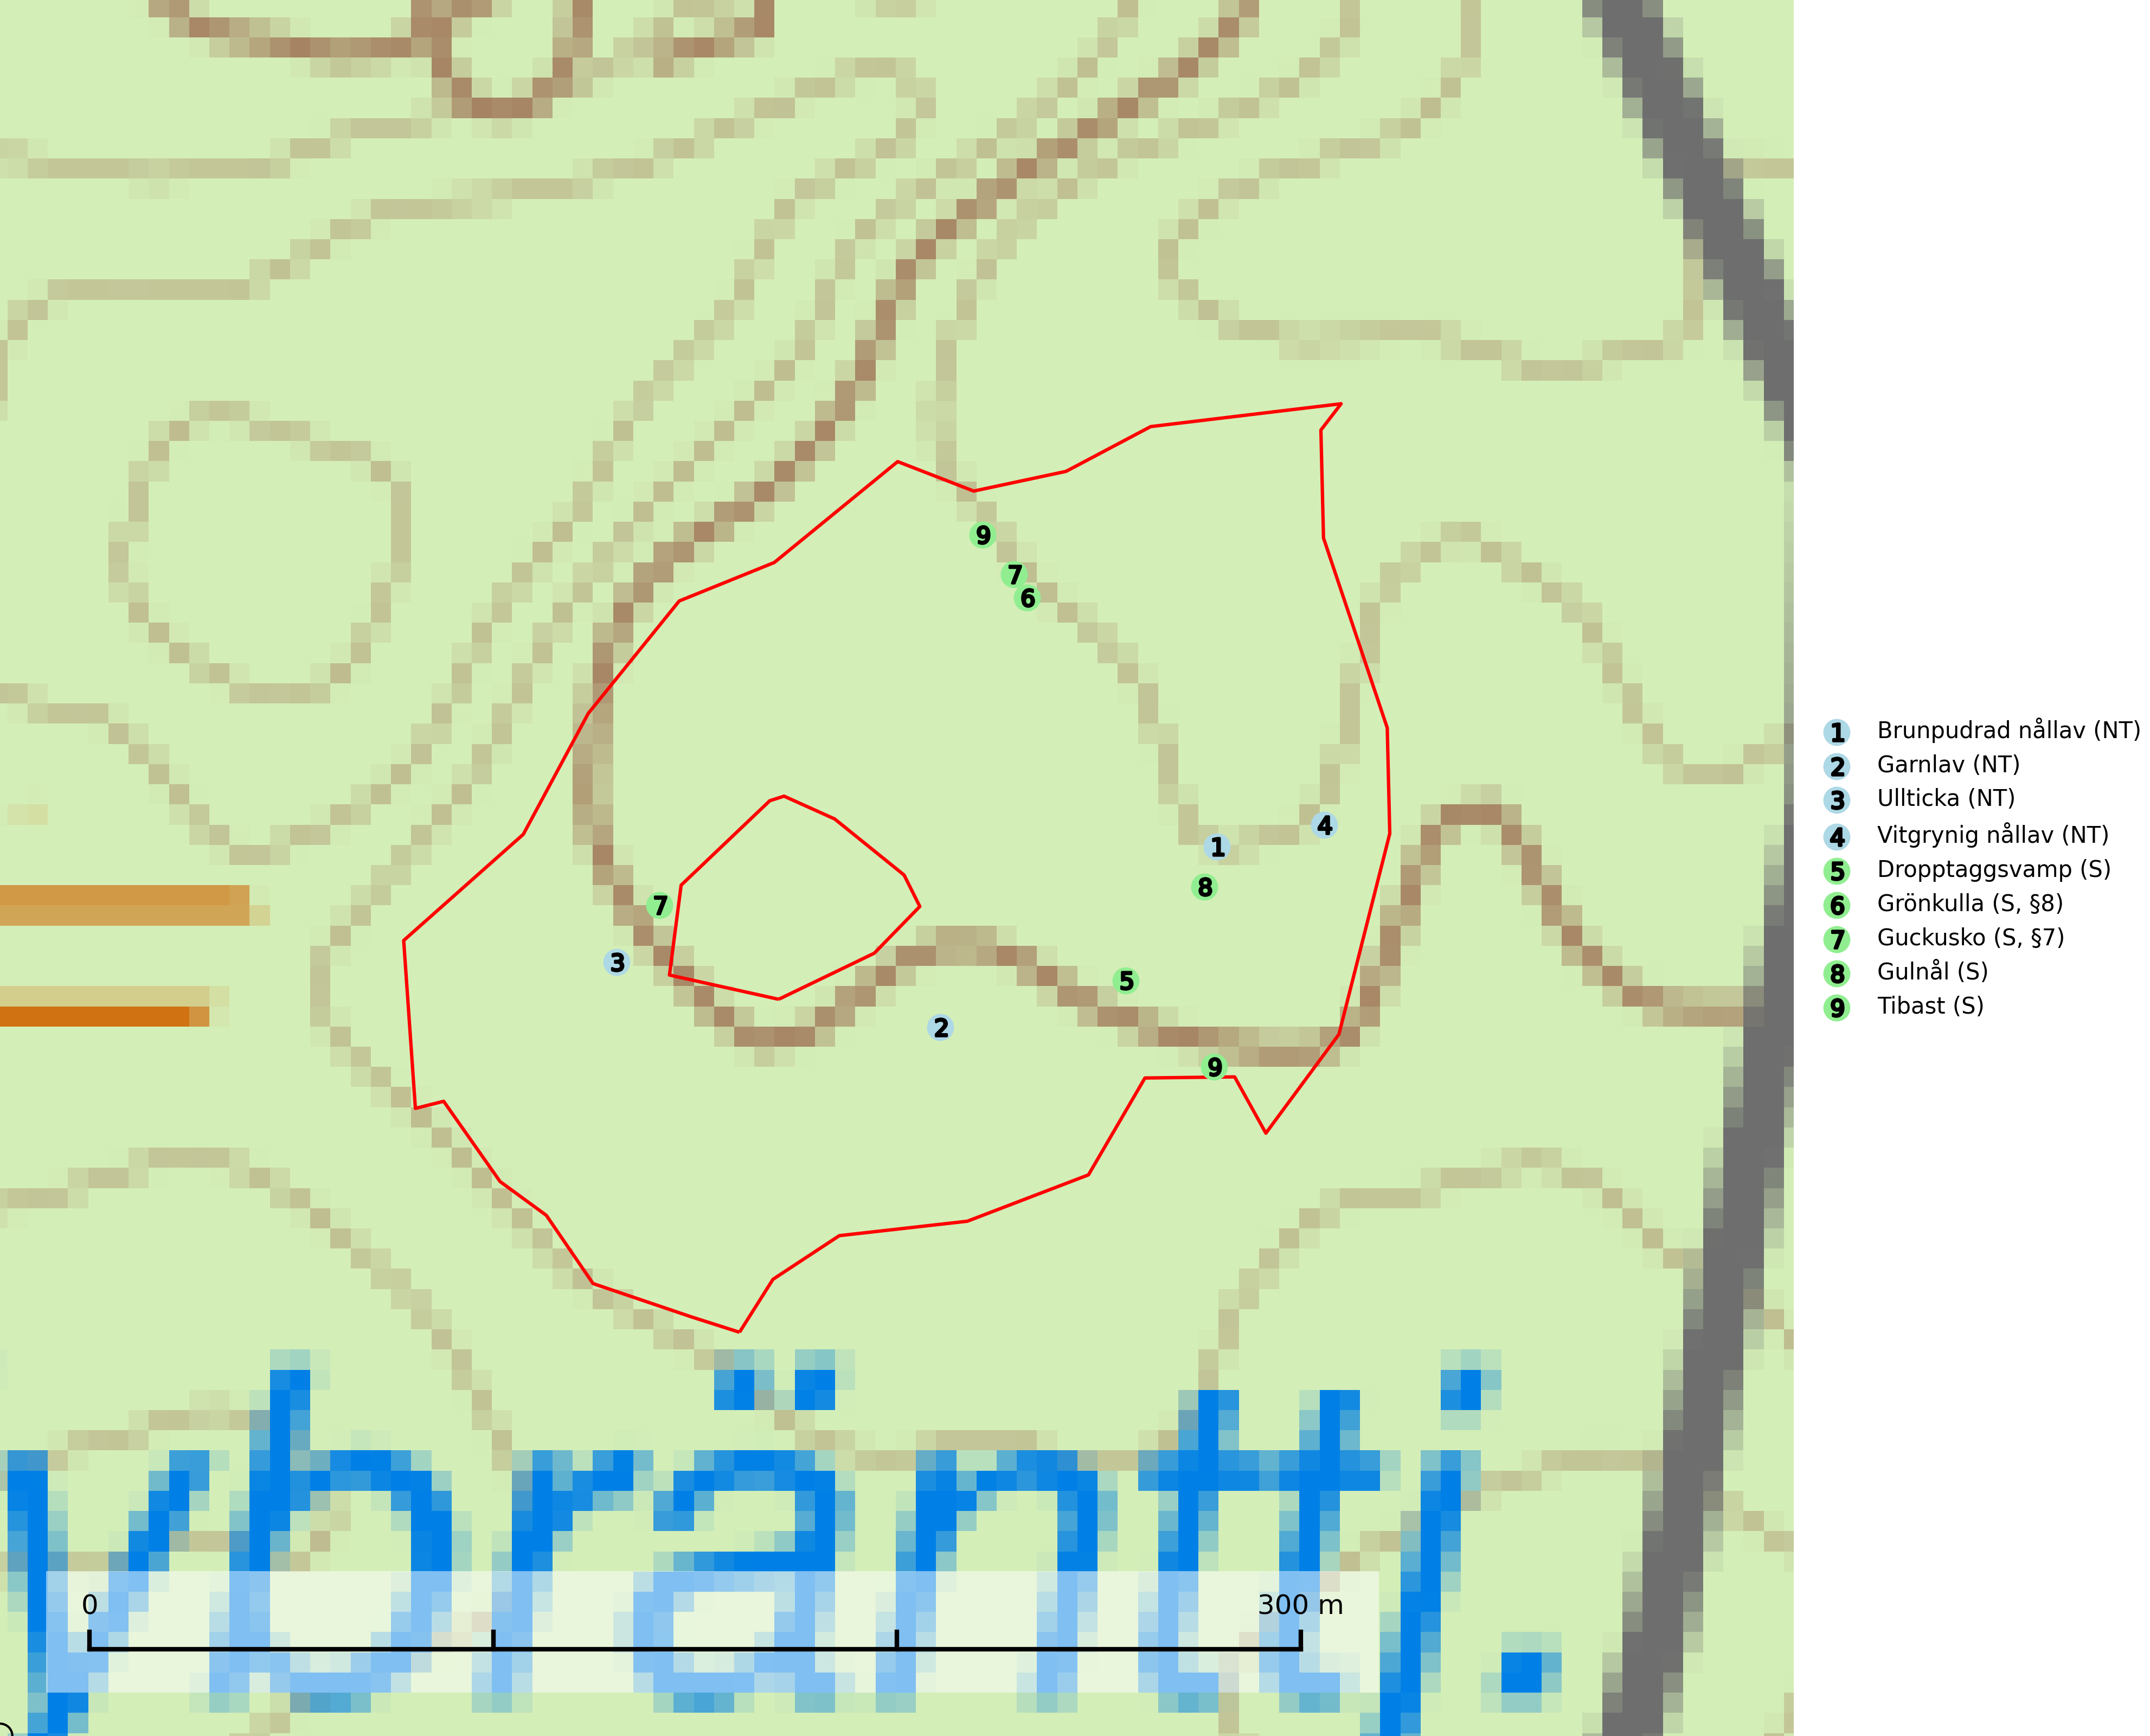 9
7
6
4
1
8
7
3
5
2
9
1 Brunpudrad nållav (NT)
2 Garnlav (NT)
3 Ullticka (NT)
4 Vitgrynig nållav (NT)
5 Dropptaggsvamp (S)
6 Grönkulla (S, §8)
7 Guckusko (S, §7)
8 Gulnål (S)
9 Tibast (S)
0 300 m